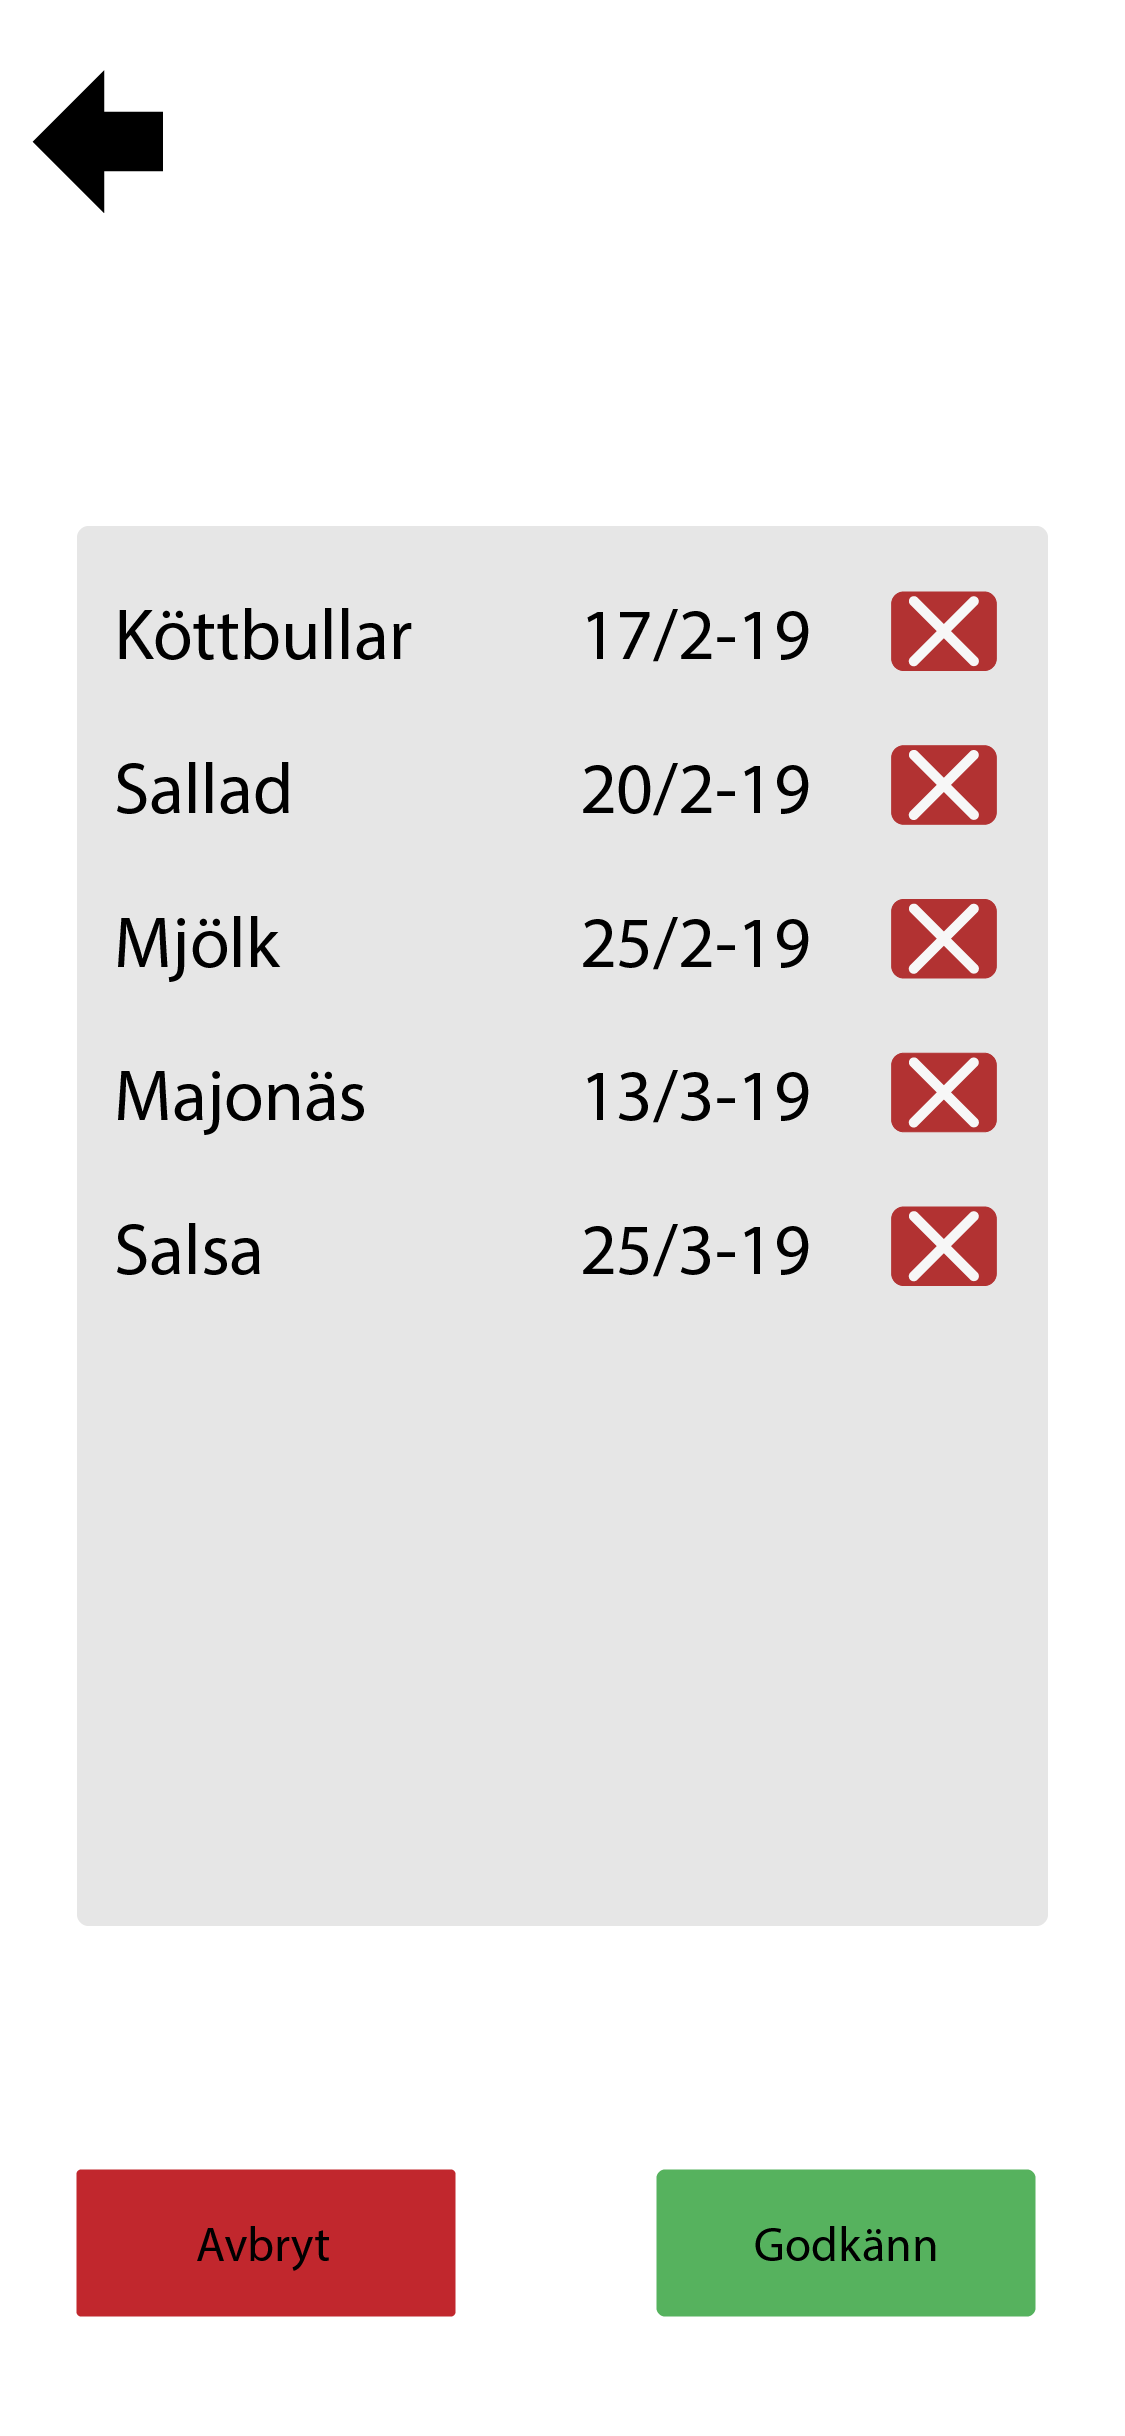 Köttbullar 17/2-19
Sallad 20/2-19
Mjölk 25/2-19
Majonäs 13/3-19
Salsa 25/3-19
Avbryt Godkänn